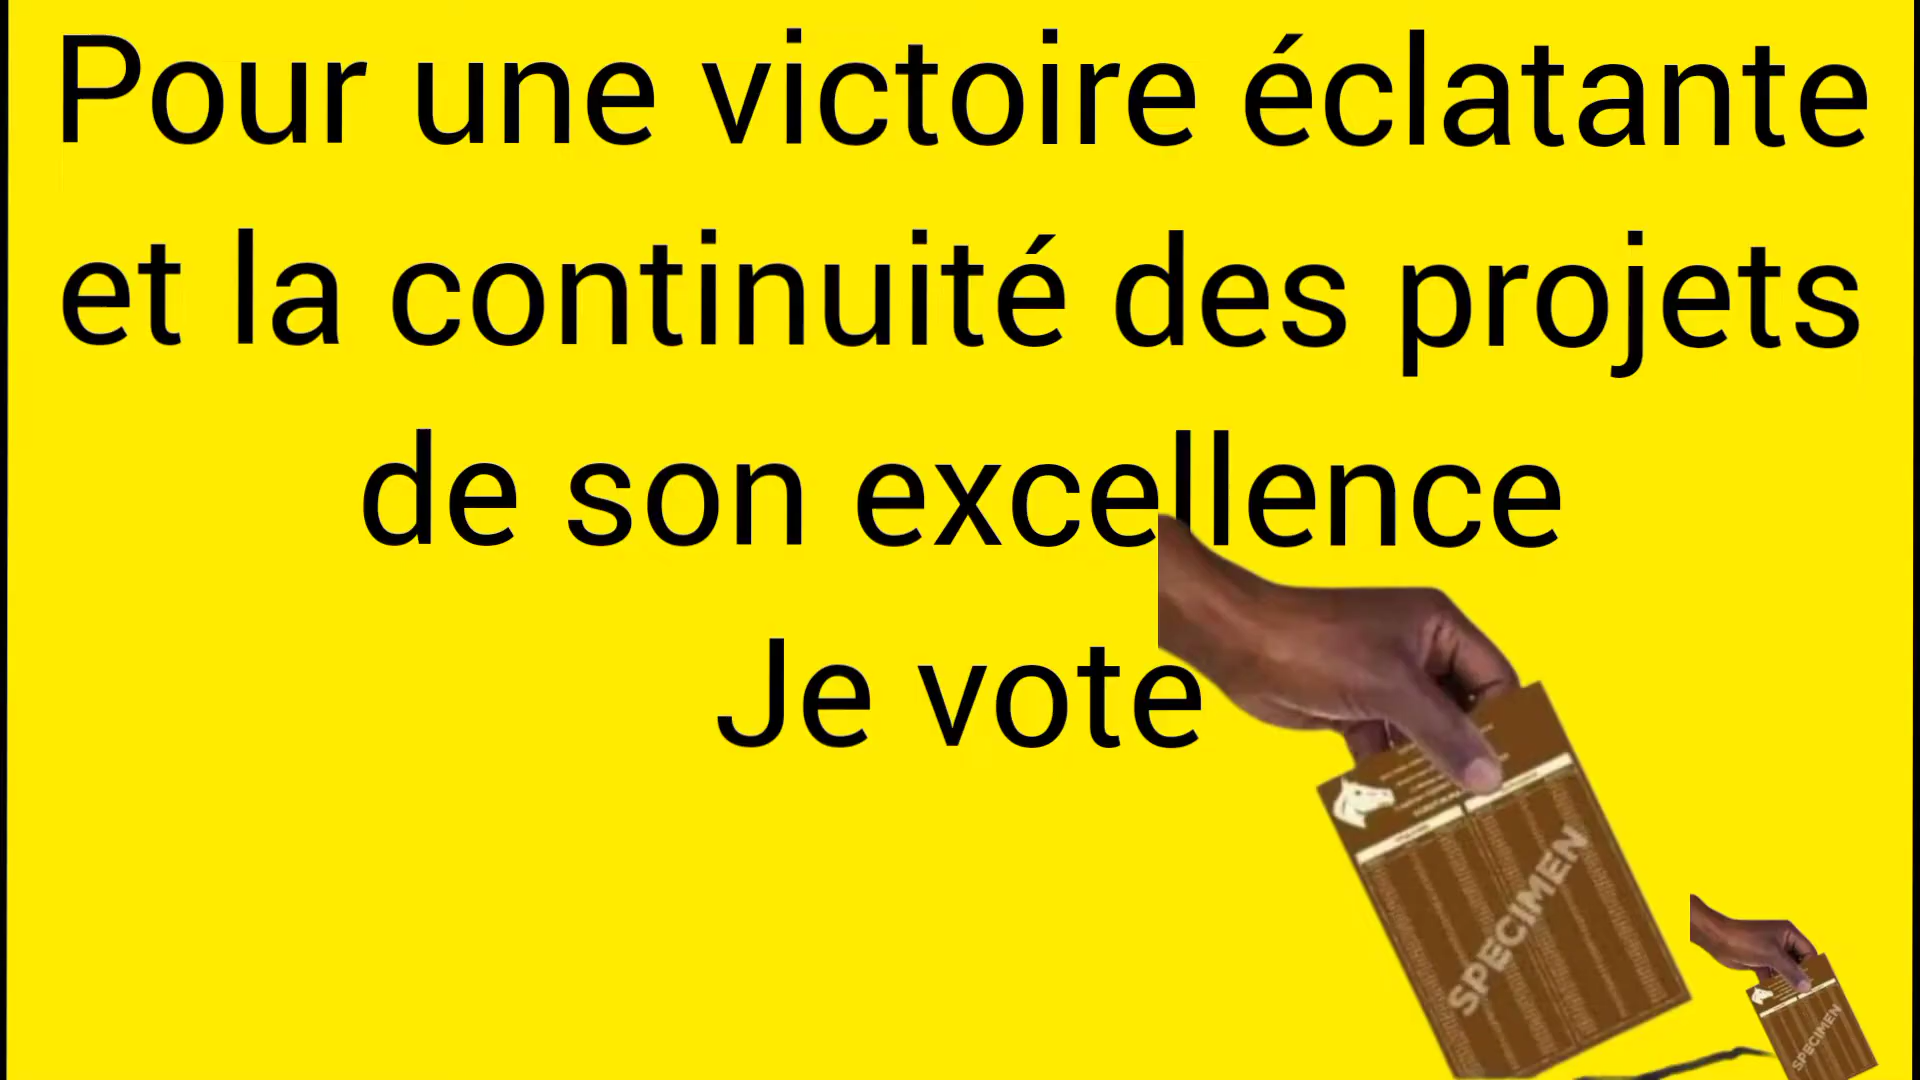 Pour une victoire éclatante
et la continuité des projets
de son excellence
Je vote
SPECIMEN
SPECIMEN